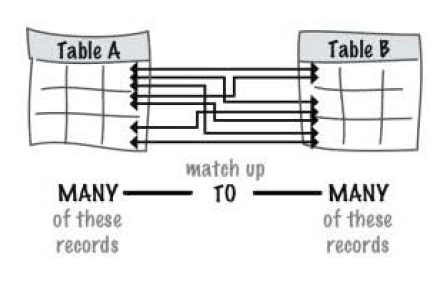 Table A
Table B
match up
MANY TO MANY
of these of these
records records